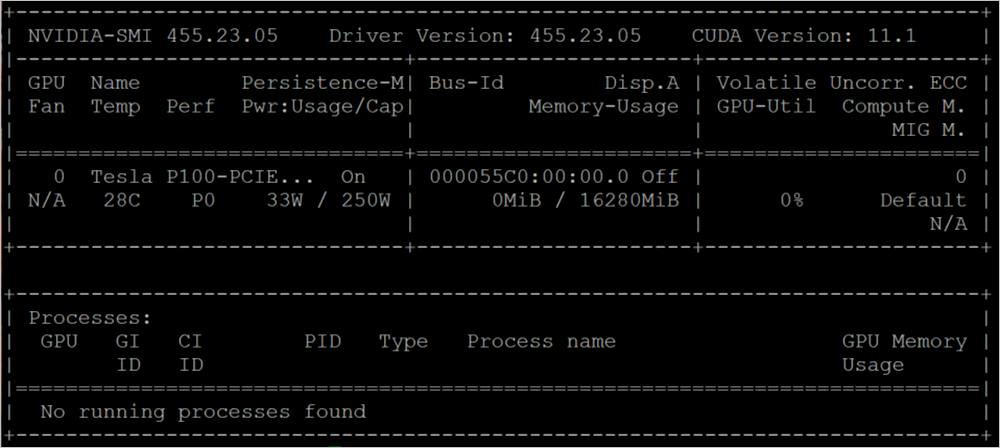 +-----------------------------------------------------------------------------+
| NVIDIA-SMI 455.23.05    Driver Version: 455.23.05    CUDA Version: 11.1     |
|-------------------------------+----------------------+----------------------+
| GPU  Name        Persistence-M| Bus-Id        Disp.A | Volatile Uncorr. ECC |
| Fan  Temp  Perf  Pwr:Usage/Cap|         Memory-Usage | GPU-Util  Compute M. |
|                               |                      |               MIG M. |
|===============================+======================+======================|
|   0  Tesla P100-PCIE...  On   | 000055C0:00:00.0 Off |                    0 |
| N/A   28C    P0    33W / 250W |      0MiB / 16280MiB |      0%      Default |
|                               |                      |                  N/A |
+-------------------------------+----------------------+----------------------+

+-----------------------------------------------------------------------------+
| Processes:                                                                  |
|  GPU   GI   CI        PID   Type   Process name                  GPU Memory |
|        ID   ID                                                   Usage      |
|=============================================================================|
|  No running processes found                                                 |
+-----------------------------------------------------------------------------+